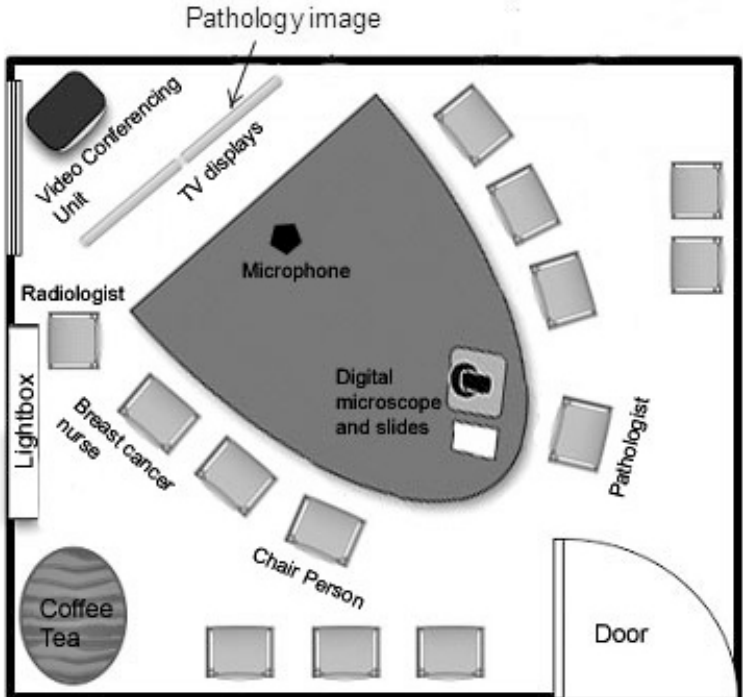 Pathology image
Video Conferencing
Unit
TV displays
Microphone
Radiologist
Lightbox
Digital
microscope
and slides
Breast cancer
nurse
Pathologist
Chair Person
Coffee
Tea
Door